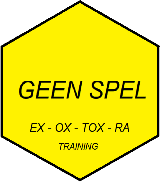 GEEN SPEL
EX - OX - TOX - RA
TRAINING